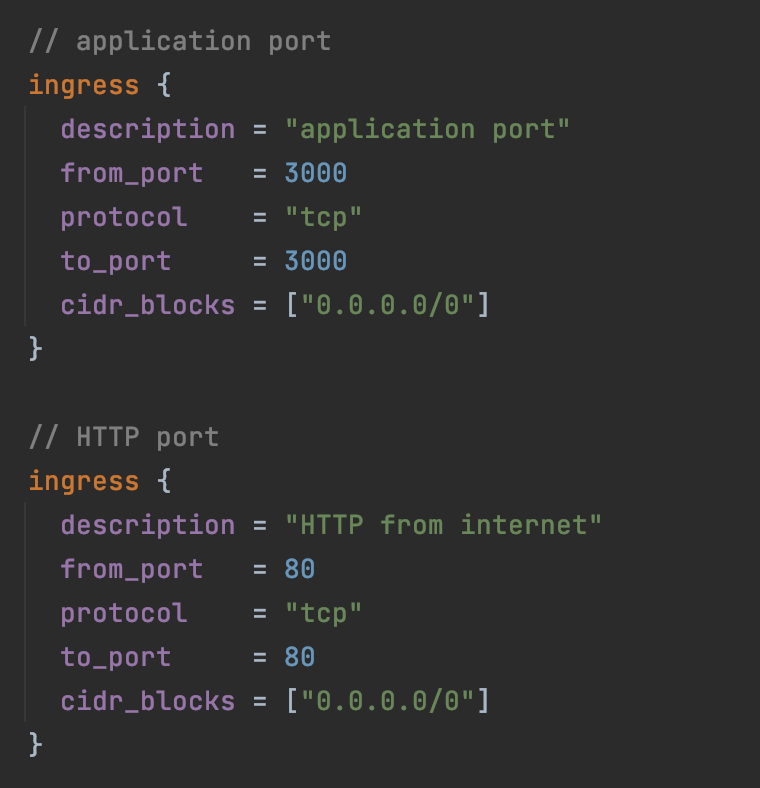 // application port
ingress {
  description = "application port"
  from_port   = 3000
  protocol    = "tcp"
  to_port     = 3000
  cidr_blocks = ["0.0.0.0/0"]
}

// HTTP port
ingress {
  description = "HTTP from internet"
  from_port   = 80
  protocol    = "tcp"
  to_port     = 80
  cidr_blocks = ["0.0.0.0/0"]
}